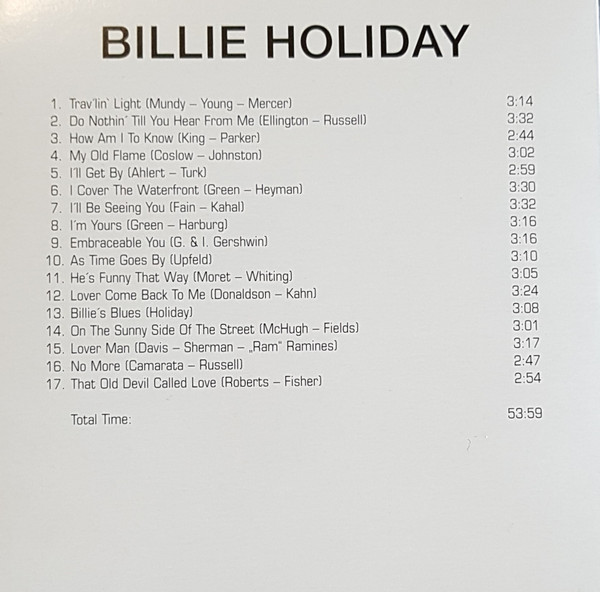 BILLIE HOLIDAY
1. Trav'lin' Light (Mundy – Young – Mercer) 3:14
2. Do Nothin' Till You Hear From Me (Ellington – Russell) 3:32
3. How Am I To Know (King – Parker) 2:44
4. My Old Flame (Coslow – Johnston) 3:02
5. I'll Get By (Ahlert – Turk) 2:59
6. I Cover The Waterfront (Green – Heyman) 3:30
7. I'll Be Seeing You (Fain – Kahal) 3:32
8. I'm Yours (Green – Harburg) 3:16
9. Embraceable You (G. & I. Gershwin) 3:16
10. As Time Goes By (Upfeld) 3:10
11. He's Funny That Way (Moret – Whiting) 3:05
12. Lover Come Back To Me (Donaldson – Kahn) 3:24
13. Billie's Blues (Holiday) 3:08
14. On The Sunny Side Of The Street (McHugh – Fields) 3:01
15. Lover Man (Davis – Sherman – „Ram" Ramines) 3:17
16. No More (Camarata – Russell) 2:47
17. That Old Devil Called Love (Roberts – Fisher) 2:54
Total Time: 53:59